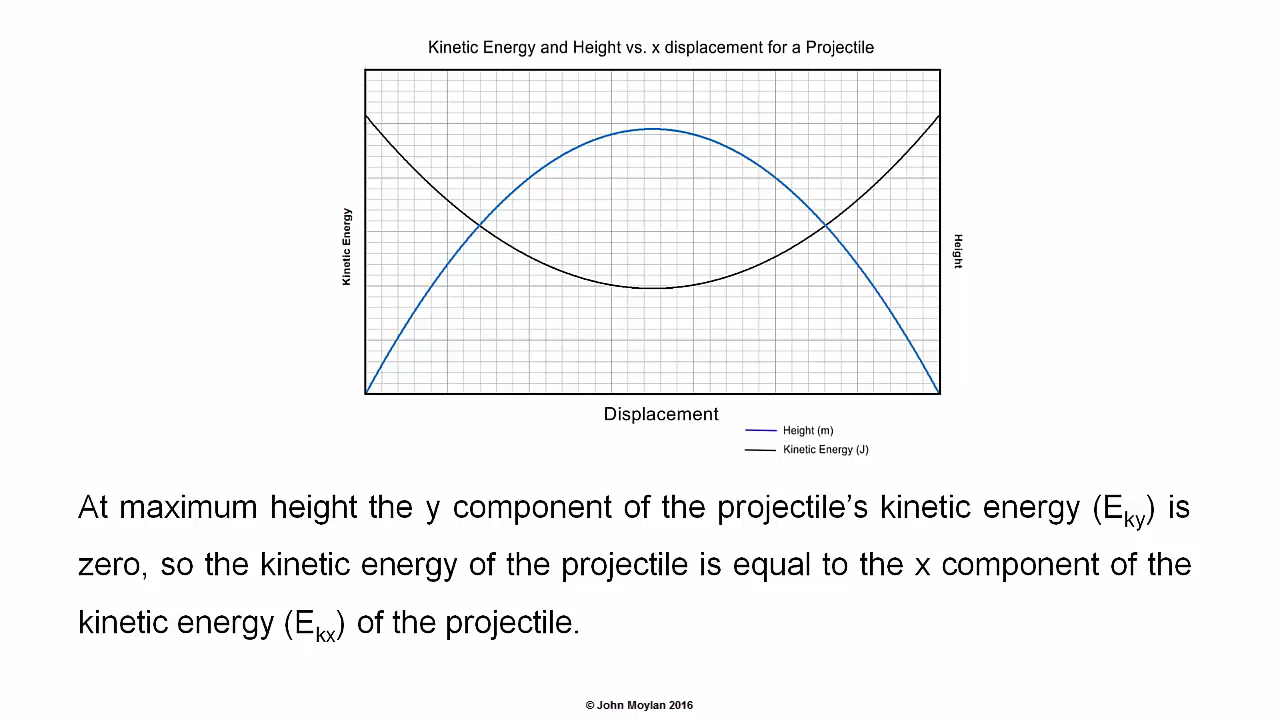 Kinetic Energy and Height vs. x displacement for a Projectile
Kinetic Energy
Height
Displacement
Height (m)
Kinetic Energy (J)
At maximum height the y component of the projectile’s kinetic energy (Eky) is
zero, so the kinetic energy of the projectile is equal to the x component of the
kinetic energy (Ekx) of the projectile.
© John Moylan 2016